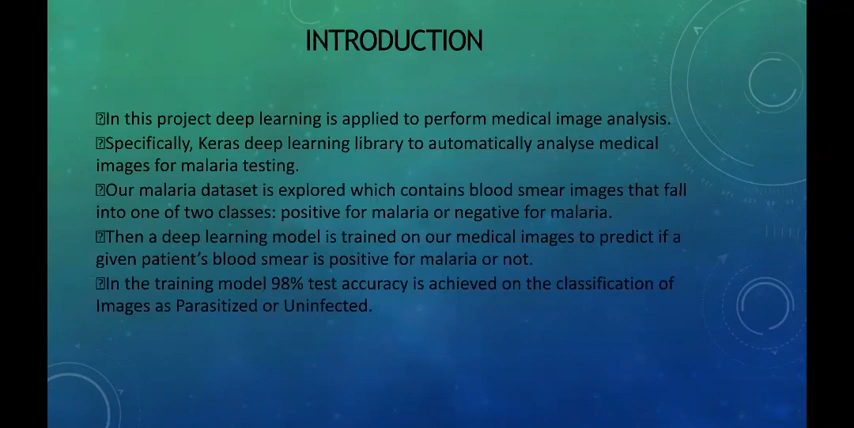 INTRODUCTION
⍰In this project deep learning is applied to perform medical image analysis.
⍰Specifically, Keras deep learning library to automatically analyse medical
images for malaria testing.
⍰Our malaria dataset is explored which contains blood smear images that fall
into one of two classes: positive for malaria or negative for malaria.
⍰Then a deep learning model is trained on our medical images to predict if a
given patient’s blood smear is positive for malaria or not.
⍰In the training model 98% test accuracy is achieved on the classification of
Images as Parasitized or Uninfected.